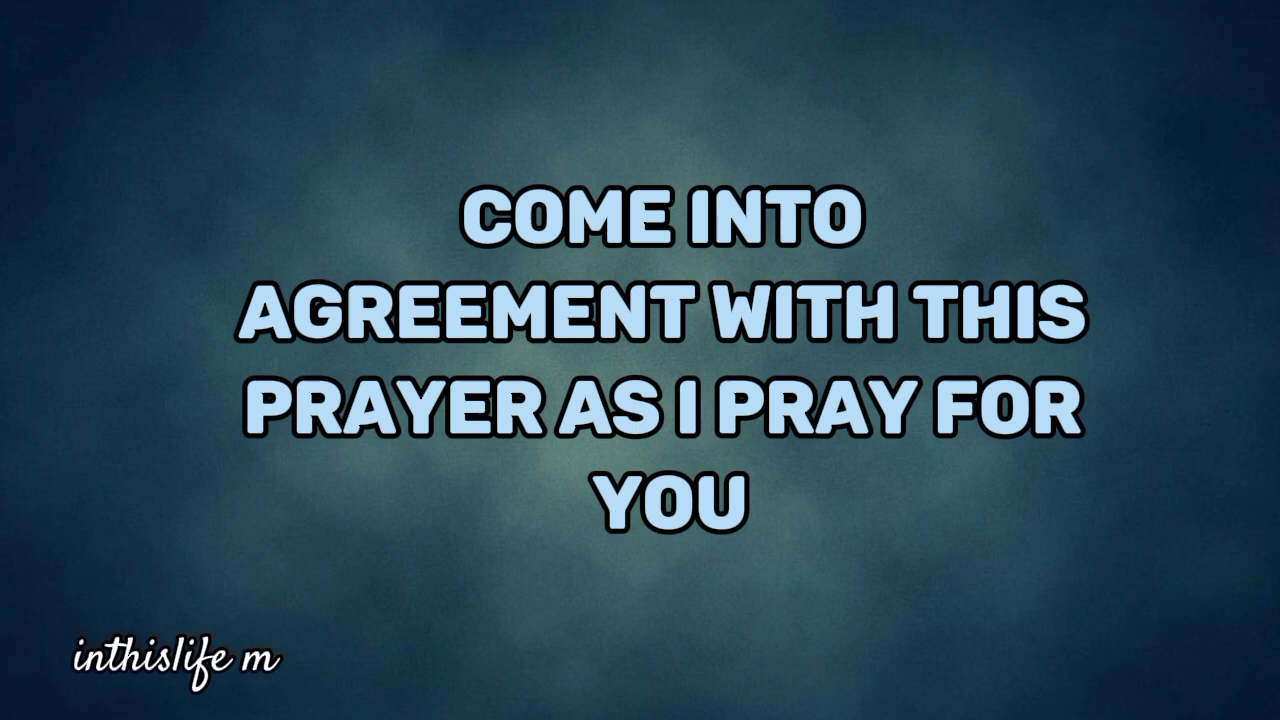 COME INTO
AGREEMENT WITH THIS
PRAYER AS I PRAY FOR
YOU
inthislife m